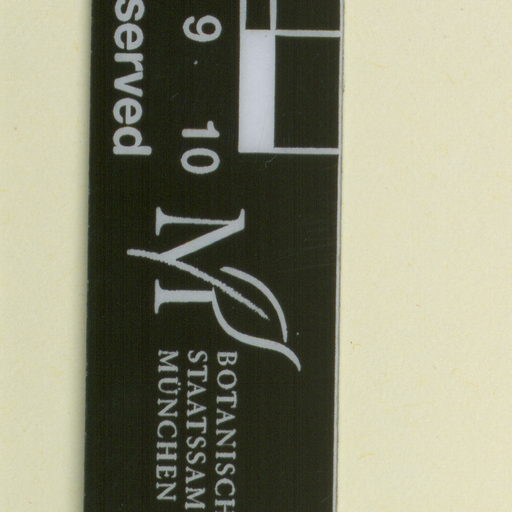 served
9 10
BOTANISCH
STAATSSAM
MÜNCHEN